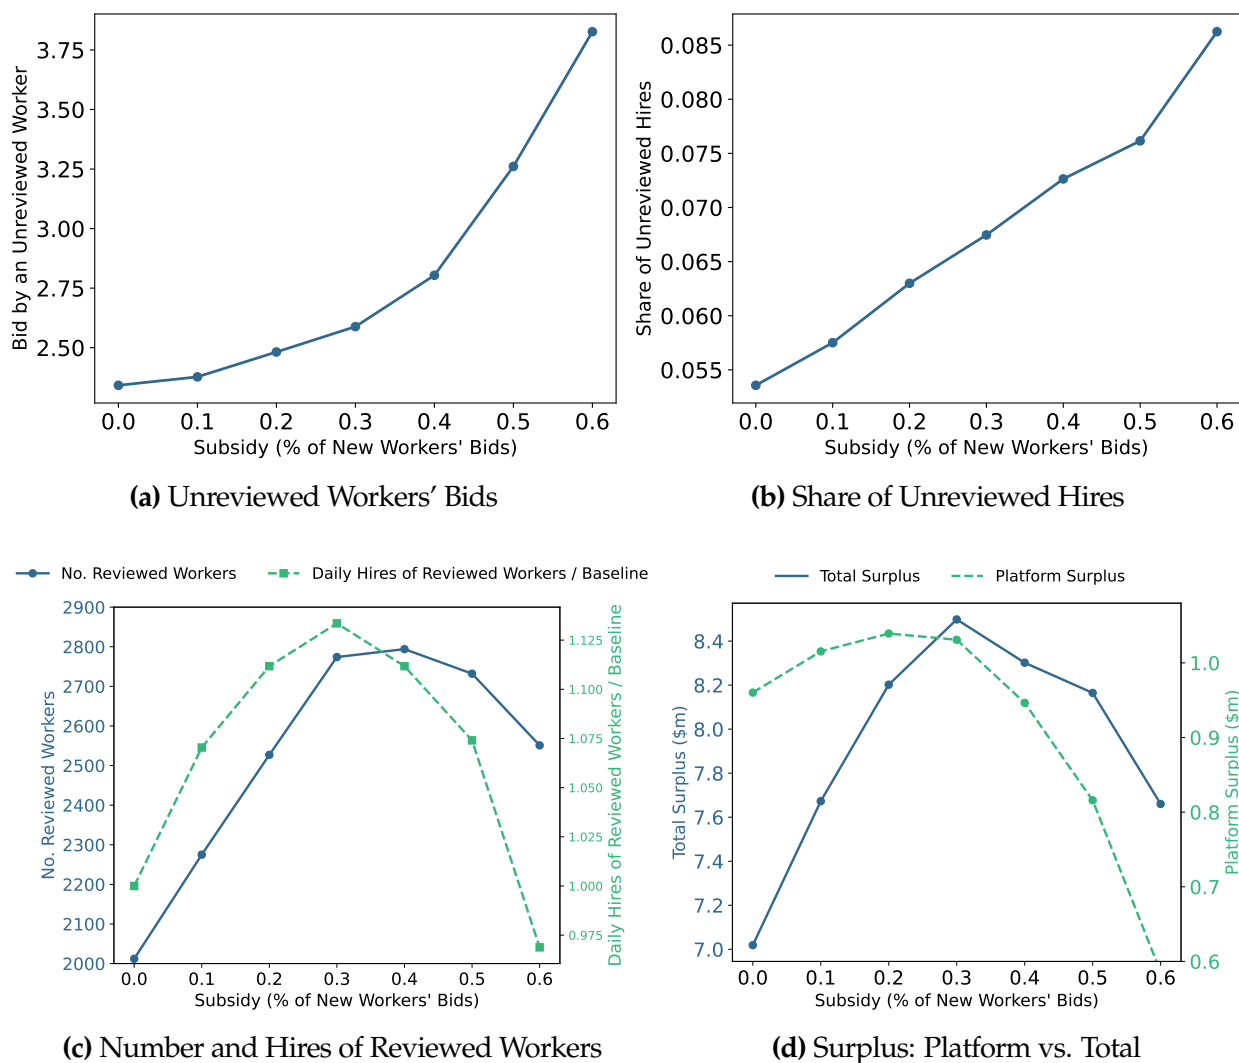 3.75
3.50
3.25
3.00
2.75
2.50
Bid by an Unreviewed Worker
0.0 0.1 0.2 0.3 0.4 0.5 0.6
Subsidy (% of New Workers' Bids)
(a) Unreviewed Workers’ Bids
0.085
0.080
0.075
0.070
0.065
0.060
0.055
Share of Unreviewed Hires
0.0 0.1 0.2 0.3 0.4 0.5 0.6
Subsidy (% of New Workers' Bids)
(b) Share of Unreviewed Hires
No. Reviewed Workers
Daily Hires of Reviewed Workers / Baseline
2900
2800
2700
2600
2500
2400
2300
2200
2100
2000
No. Reviewed Workers
1.125
1.100
1.075
1.050
1.025
1.000
0.975
Daily Hires of Reviewed Workers / Baseline
0.0 0.1 0.2 0.3 0.4 0.5 0.6
Subsidy (% of New Workers' Bids)
(c) Number and Hires of Reviewed Workers
Total Surplus
Platform Surplus
8.4
8.2
8.0
7.8
7.6
7.4
7.2
7.0
Total Surplus ($m)
1.0
0.9
0.8
0.7
0.6
Platform Surplus ($m)
0.0 0.1 0.2 0.3 0.4 0.5 0.6
Subsidy (% of New Workers' Bids)
(d) Surplus: Platform vs. Total